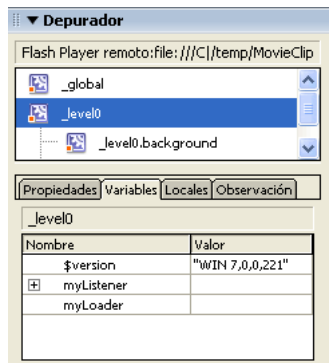 ▼ Depurador
Flash Player remoto:file:///C|/temp/MovieClip
_global
_level0
_level0.background
Propiedades Variables Locales Observación
_level0
Nombre Valor
$version "WIN 7,0,0,221"
myListener
myLoader